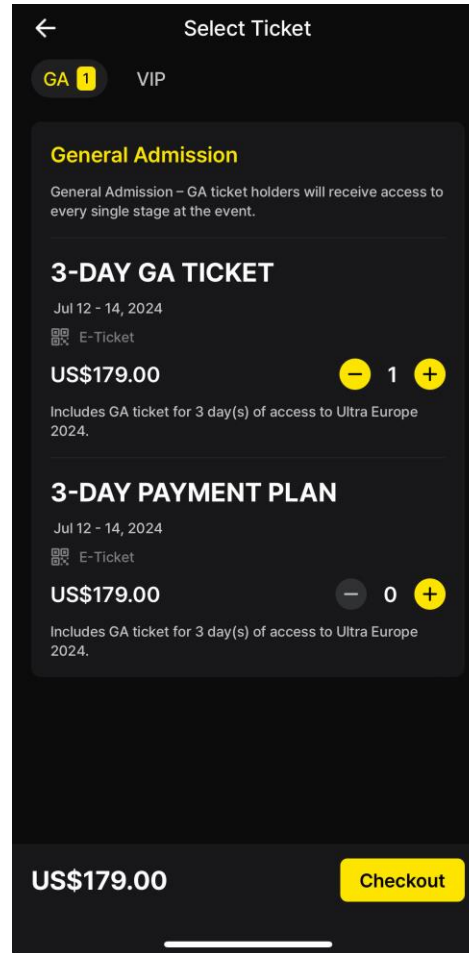 Select Ticket
GA 1 VIP
General Admission
General Admission – GA ticket holders will receive access to
every single stage at the event.
3-DAY GA TICKET
Jul 12 - 14, 2024
E-Ticket
US$179.00 − 1 +
Includes GA ticket for 3 day(s) of access to Ultra Europe
2024.
3-DAY PAYMENT PLAN
Jul 12 - 14, 2024
E-Ticket
US$179.00 − 0 +
Includes GA ticket for 3 day(s) of access to Ultra Europe
2024.
US$179.00 Checkout